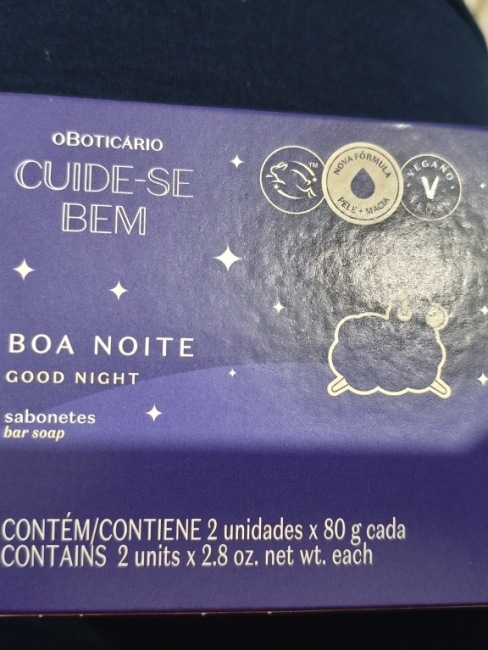 oBOTICÁRIO
CUIDE-SE
BEM
TM
NOVA FÓRMULA
PELE + MACIA
VEGANO
V
BOA NOITE
GOOD NIGHT
sabonetes
bar soap
CONTÉM/CONTIENE 2 unidades x 80 g cada
CONTAINS 2 units x 2.8 oz. net wt. each